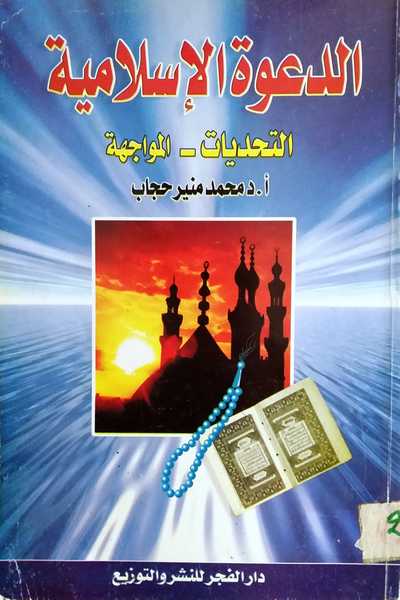 الدعوة الإسلامية
التحديات - المواجهة
أ.د محمد منير حجاب
دار الفجر للنشر والتوزيع